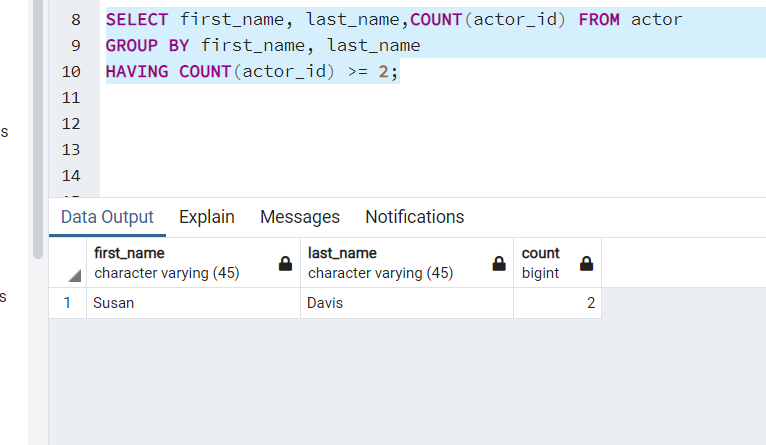 8 SELECT first_name, last_name,COUNT(actor_id) FROM actor
9 GROUP BY first_name, last_name
10 HAVING COUNT(actor_id) >= 2;
11
12
s
13
14
Data Output Explain Messages Notifications
first_name last_name count
character varying (45) character varying (45) bigint
s
1 Susan Davis 2